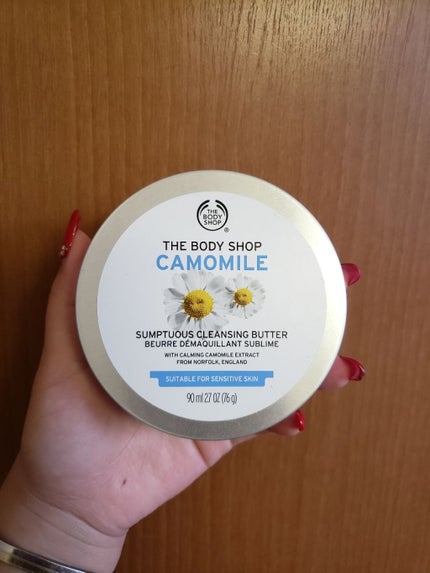 THE
BODY
SHOP
®
THE BODY SHOP
CAMOMILE
SUMPTUOUS CLEANSING BUTTER
BEURRE DÉMAQUILLANT SUBLIME
WITH CALMING CAMOMILE EXTRACT
FROM NORFOLK, ENGLAND
SUITABLE FOR SENSITIVE SKIN
90 ml 2.7 OZ (76 g)